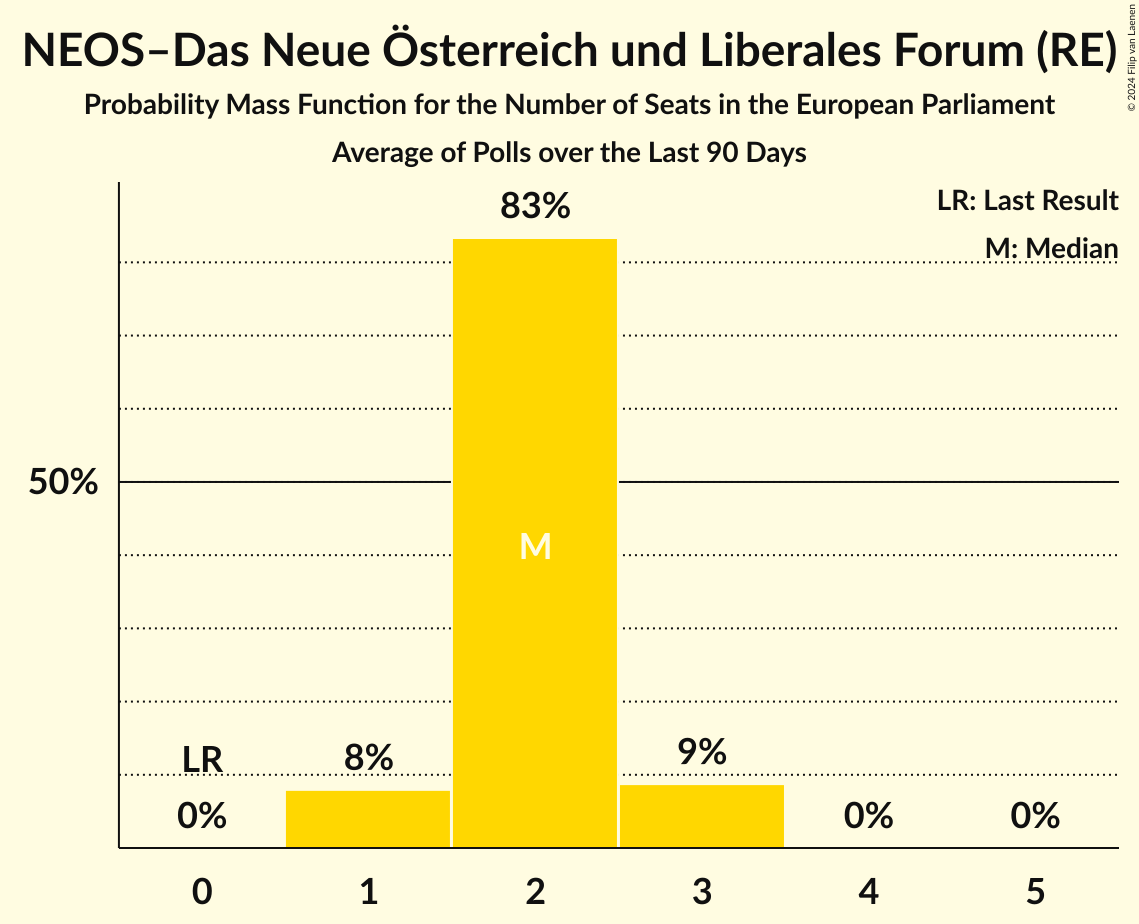 NEOS–Das Neue Österreich und Liberales Forum (RE)
Probability Mass Function for the Number of Seats in the European Parliament
Average of Polls over the Last 90 Days
© 2024 Filip van Laenen
LR: Last Result
M: Median
83%
50%
M
LR
8%
9%
0%
0%
0%
0
1
2
3
4
5